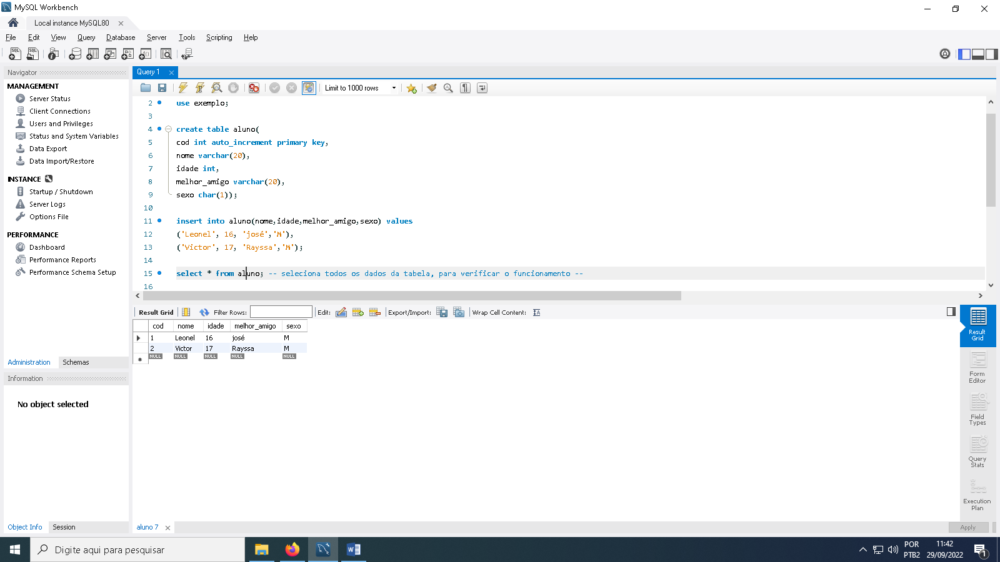 MySQL Workbench
Local instance MySQL80
File Edit View Query Database Server Tools Scripting Help
Navigator
MANAGEMENT
Server Status
Client Connections
Users and Privileges
Status and System Variables
Data Export
Data Import/Restore
INSTANCE
Startup / Shutdown
Server Logs
Options File
PERFORMANCE
Dashboard
Performance Reports
Performance Schema Setup
Administration Schemas
Information
No object selected
Object Info Session
Query 1
Limit to 1000 rows
2 use exemplo;
3
4 create table aluno(
5 cod int auto_increment primary key,
6 nome varchar(20),
7 idade int,
8 melhor_amigo varchar(20),
9 sexo char(1));
10
11 insert into aluno(nome,idade,melhor_amigo,sexo) values
12 ('Leonel', 16, 'josé','M'),
13 ('Victor', 17, 'Rayssa','M');
14
15 select * from aluno; -- seleciona todos os dados da tabela, para verificar o funcionamento --
16
Result Grid Filter Rows: Edit: Export/Import: Wrap Cell Content:
cod nome idade melhor_amigo sexo
1 Leonel 16 josé M
2 Victor 17 Rayssa M
NULL NULL NULL NULL NULL
Result
Grid
Form
Editor
Field
Types
Query
Stats
Execution
Plan
aluno 7
Apply
Digite aqui para pesquisar
POR
PTB2
11:42
29/09/2022
1